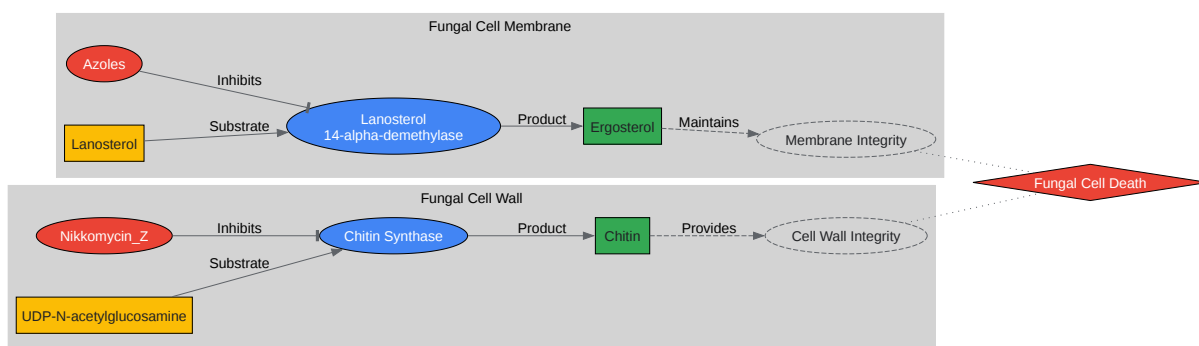 Fungal Cell Membrane
Azoles
Inhibits
Lanosterol
Substrate
Lanosterol
14-alpha-demethylase
Product
Ergosterol
Maintains
Membrane Integrity
Fungal Cell Death
Fungal Cell Wall
Nikkomycin_Z
Inhibits
Chitin Synthase
Product
Chitin
Provides
Cell Wall Integrity
Substrate
UDP-N-acetylglucosamine